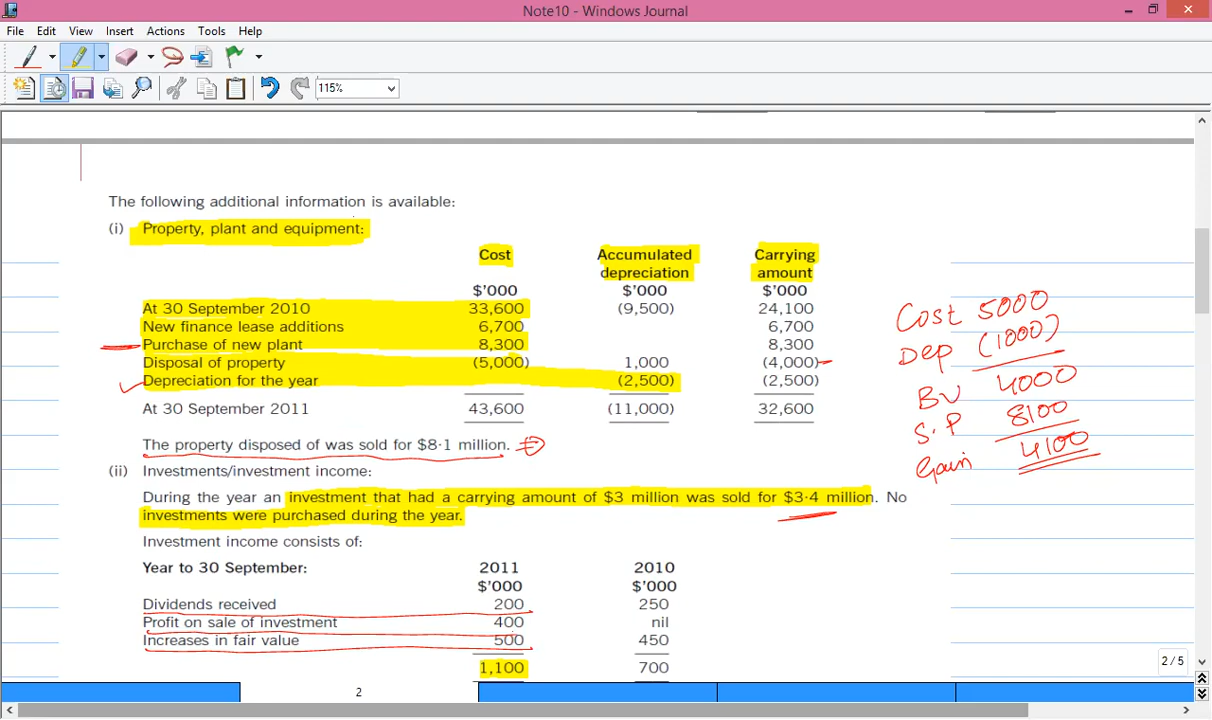 Note10 - Windows Journal
File Edit View Insert Actions Tools Help
115%
The following additional information is available:
(i) Property, plant and equipment:
Cost Accumulated Carrying
depreciation amount
$’000 $’000 $’000
At 30 September 2010 33,600 (9,500) 24,100
New finance lease additions 6,700 6,700
Purchase of new plant 8,300 8,300
Disposal of property (5,000) 1,000 (4,000)
Depreciation for the year (2,500) (2,500)
At 30 September 2011 43,600 (11,000) 32,600
The property disposed of was sold for $8·1 million.
Cost 5000
Dep (1000)
BV 4000
S.P 8100
Gain 4100
(ii) Investments/investment income:
During the year an investment that had a carrying amount of $3 million was sold for $3·4 million. No
investments were purchased during the year.
Investment income consists of:
Year to 30 September: 2011 2010
$’000 $’000
Dividends received 200 250
Profit on sale of investment 400 nil
Increases in fair value 500 450
1,100 700
2 / 5
2